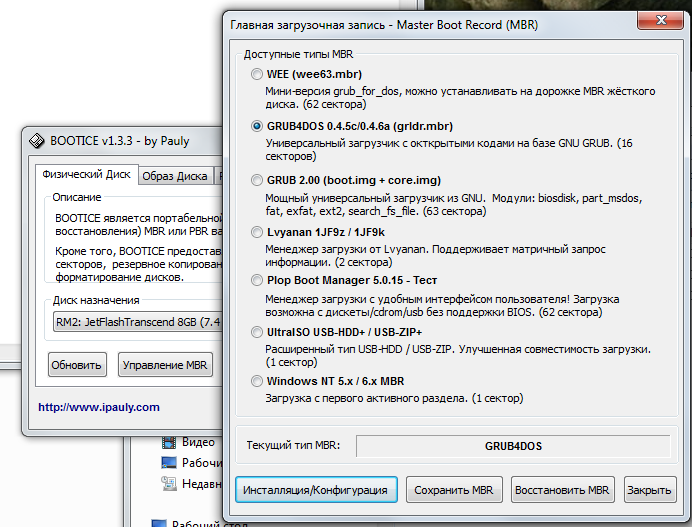 Главная загрузочная запись - Master Boot Record (MBR)
Доступные типы MBR
WEE (wee63.mbr)
Мини-версия grub_for_dos, можно устанавливать на дорожке MBR жёсткого
диска. (62 сектора)
GRUB4DOS 0.4.5c/0.4.6a (grldr.mbr)
Универсальный загрузчик с октркытыми кодами на базе GNU GRUB. (16
секторов)
GRUB 2.00 (boot.img + core.img)
Мощный универсальный загрузчик из GNU. Модули: biosdisk, part_msdos,
fat, exfat, ext2, search_fs_file. (63 сектора)
Lvyanan 1JF9z / 1JF9k
Менеджер загрузки от Lvyanan. Поддерживает матричный запрос
информации. (2 сектора)
Plop Boot Manager 5.0.15 - Тест
Менеджер загрузки с удобным интерфейсом пользователя! Загрузка
возможна с дискеты/cdrom/usb без поддержки BIOS. (62 сектора)
UltraISO USB-HDD+ / USB-ZIP+
Расширенный тип USB-HDD / USB-ZIP. Улучшенная совместимость загрузки.
(1 сектор)
Windows NT 5.x / 6.x MBR
Загрузка с первого активного раздела. (1 сектор)
Текущий тип MBR: GRUB4DOS
Инсталляция/Конфигурация Сохранить MBR Восстановить MBR Закрыть
BOOTICE v1.3.3 - by Pauly
Физический Диск Образ Диска
Описание
BOOTICE является портабельной
восстановления) MBR или PBR ва
Кроме того, BOOTICE предостав
секторов, резервное копирован
форматирование дисков.
Диск назначения
RM2: JetFlashTranscend 8GB (7.4
Обновить Управление MBR
http://www.ipauly.com
Видео
Рабочи
Недавн
Рабочий стол